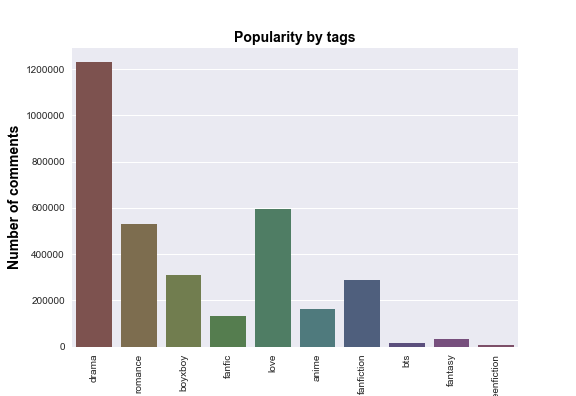 Popularity by tags
Number of comments
1200000
1000000
800000
600000
400000
200000
0
drama
romance
boyxboy
fanfic
love
anime
fanfiction
bts
fantasy
eenfiction